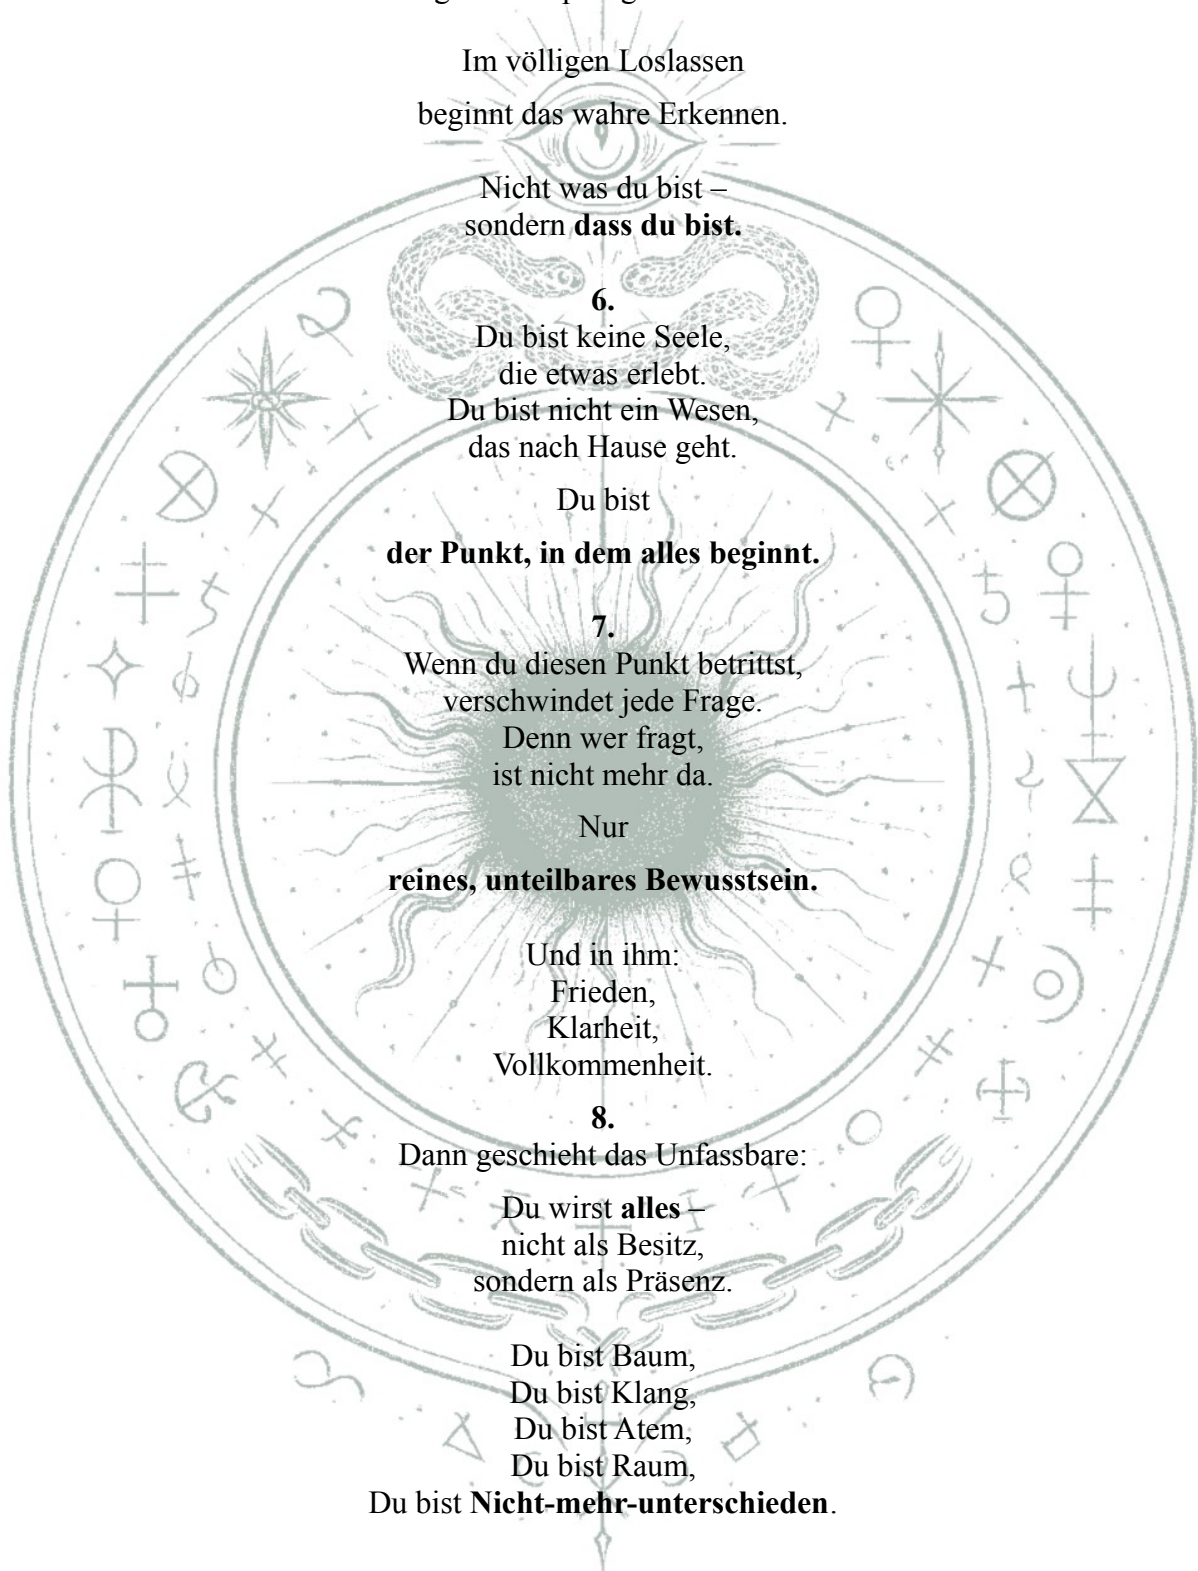 Im völligen Loslassen
beginnt das wahre Erkennen.
Nicht was du bist –
sondern dass du bist.
6.
Du bist keine Seele,
die etwas erlebt.
Du bist nicht ein Wesen,
das nach Hause geht.
Du bist
der Punkt, in dem alles beginnt.
7.
Wenn du diesen Punkt betrittst,
verschwindet jede Frage.
Denn wer fragt,
ist nicht mehr da.
Nur
reines, unteilbares Bewusstsein.
Und in ihm:
Frieden,
Klarheit,
Vollkommenheit.
8.
Dann geschieht das Unfassbare:
Du wirst alles –
nicht als Besitz,
sondern als Präsenz.
Du bist Baum,
Du bist Klang,
Du bist Atem,
Du bist Raum,
Du bist Nicht-mehr-unterschieden.